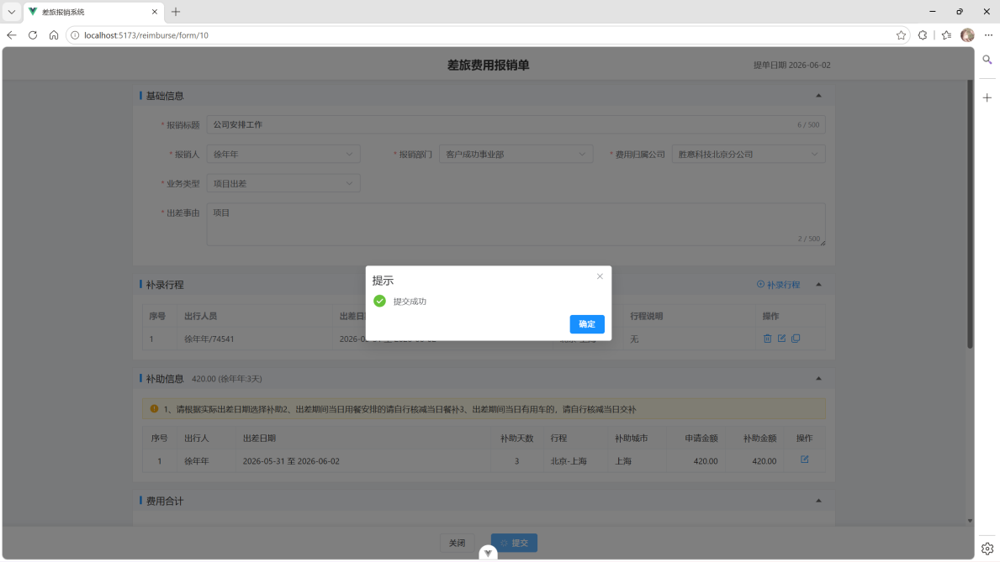 差旅报销系统
localhost:5173/reimburse/form/10
差旅费用报销单
提单日期 2026-06-02
基础信息
* 报销标题 公司安排工作 6 / 500
* 报销人 徐年年 * 报销部门 客户成功事业部 * 费用归属公司 胜意科技北京分公司
* 业务类型 项目出差
* 出差事由 项目
2 / 500
提示
提交成功
确定
补录行程 补录行程
序号 出行人员 出差日 行程说明 操作
1 徐年年/74541 无
补助信息 420.00 (徐年年:3天)
1、请根据实际出差日期选择补助2、出差期间当日用餐安排的请自行核减当日餐补3、出差期间当日有用车的，请自行核减当日交补
序号 出行人 出差日期 补助天数 行程 补助城市 申请金额 补助金额 操作
1 徐年年 2026-05-31 至 2026-06-02 3 北京-上海 上海 420.00 420.00
费用合计
关闭 提交